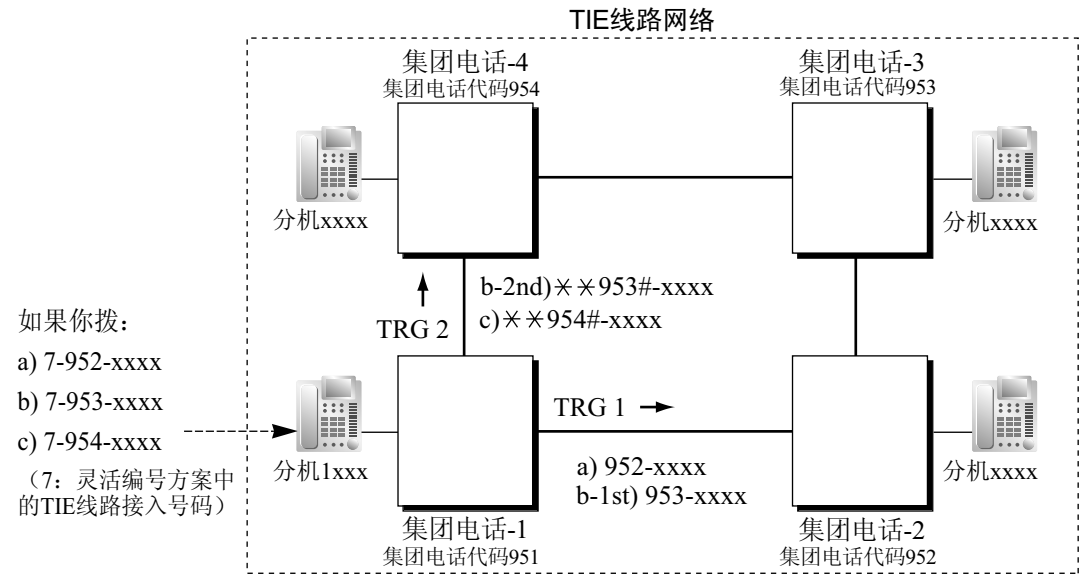 TIE线路网络
集团电话-4
集团电话代码954
集团电话-3
集团电话代码953
分机xxxx
分机xxxx
b-2nd)＊＊953#-xxxx
c)＊＊954#-xxxx
TRG 2
如果你拨：
a) 7-952-xxxx
b) 7-953-xxxx
c) 7-954-xxxx
（7：灵活编号方案中
的TIE线路接入号码）
分机1xxx
TRG 1
a) 952-xxxx
b-1st) 953-xxxx
分机xxxx
集团电话-1
集团电话代码951
集团电话-2
集团电话代码952